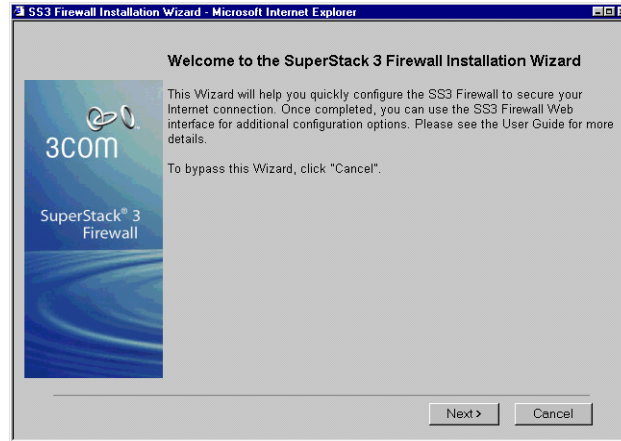 SS3 Firewall Installation Wizard - Microsoft Internet Explorer
Welcome to the SuperStack 3 Firewall Installation Wizard
This Wizard will help you quickly configure the SS3 Firewall to secure your
Internet connection. Once completed, you can use the SS3 Firewall Web
interface for additional configuration options. Please see the User Guide for more
details.
To bypass this Wizard, click "Cancel".
3COM
SuperStack® 3
Firewall
Next >
Cancel